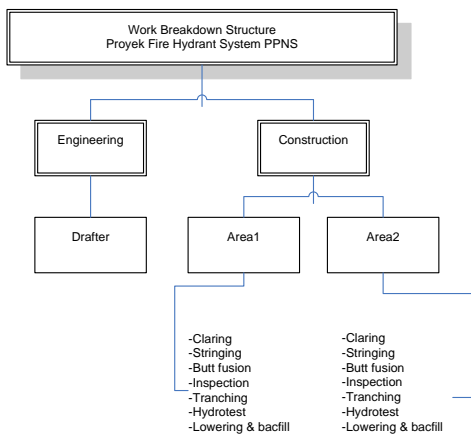 Work Breakdown Structure
Proyek Fire Hydrant System PPNS
Engineering
Construction
Drafter
Area1
Area2
-Claring
-Stringing
-Butt fusion
-Inspection
-Tranching
-Hydrotest
-Lowering & bacfill
-Claring
-Stringing
-Butt fusion
-Inspection
-Tranching
-Hydrotest
-Lowering & bacfill